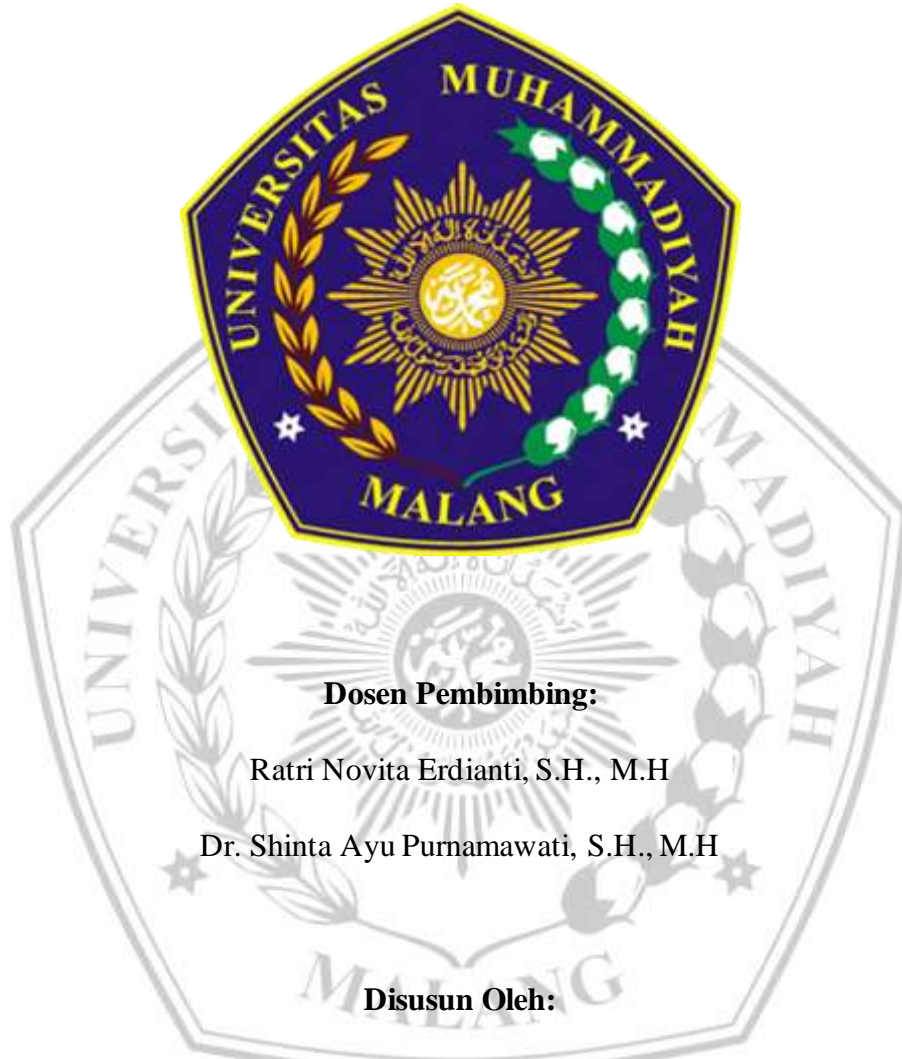 UNIVERSITAS MUHAMMADIYAH
MALANG
Dosen Pembimbing:
Ratri Novita Erdianti, S.H., M.H
Dr. Shinta Ayu Purnamawati, S.H., M.H
Disusun Oleh: